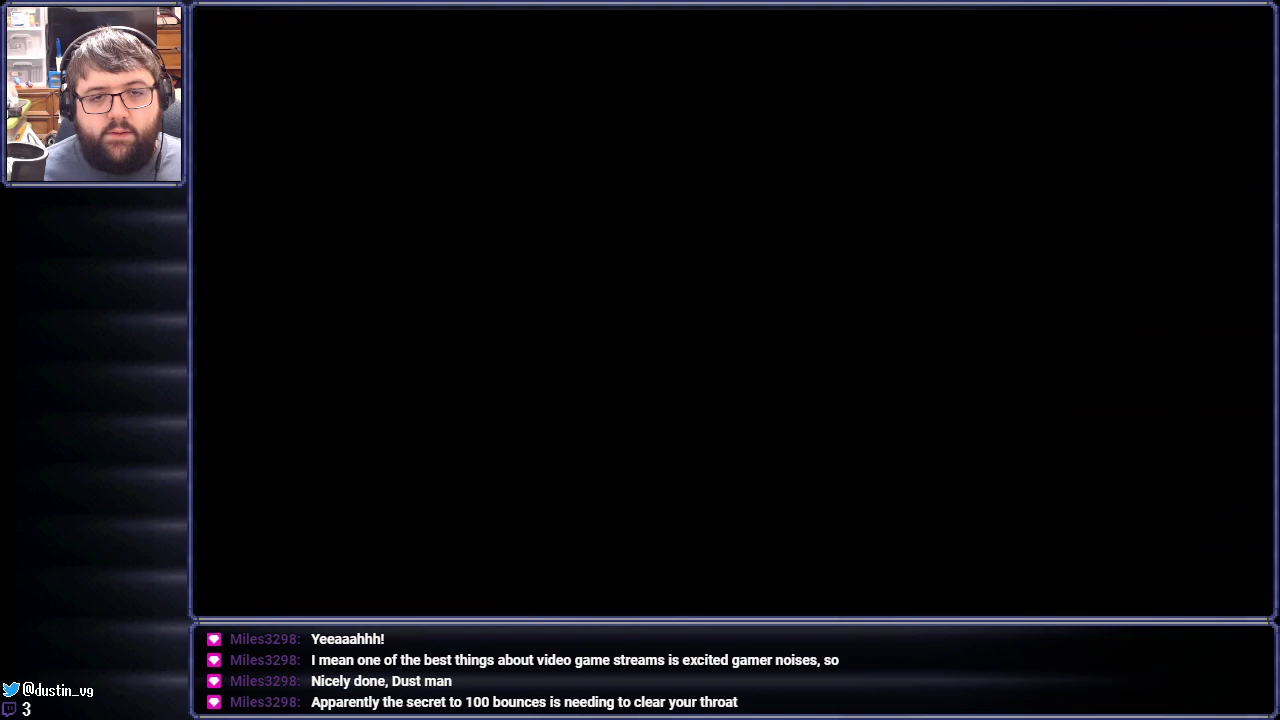 Miles3298: Yeeaaahhh!
Miles3298: I mean one of the best things about video game streams is excited gamer noises, so
Miles3298: Nicely done, Dust man
Miles3298: Apparently the secret to 100 bounces is needing to clear your throat
@dustin_vg
3